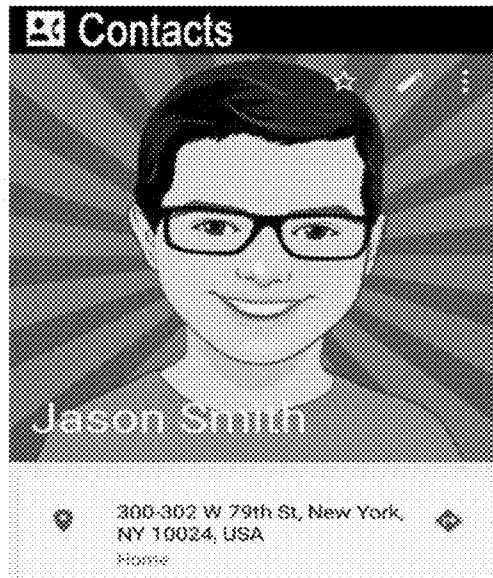 Contacts
Jason Smith
300-302 W 79th St, New York,
NY 10024, USA
Home